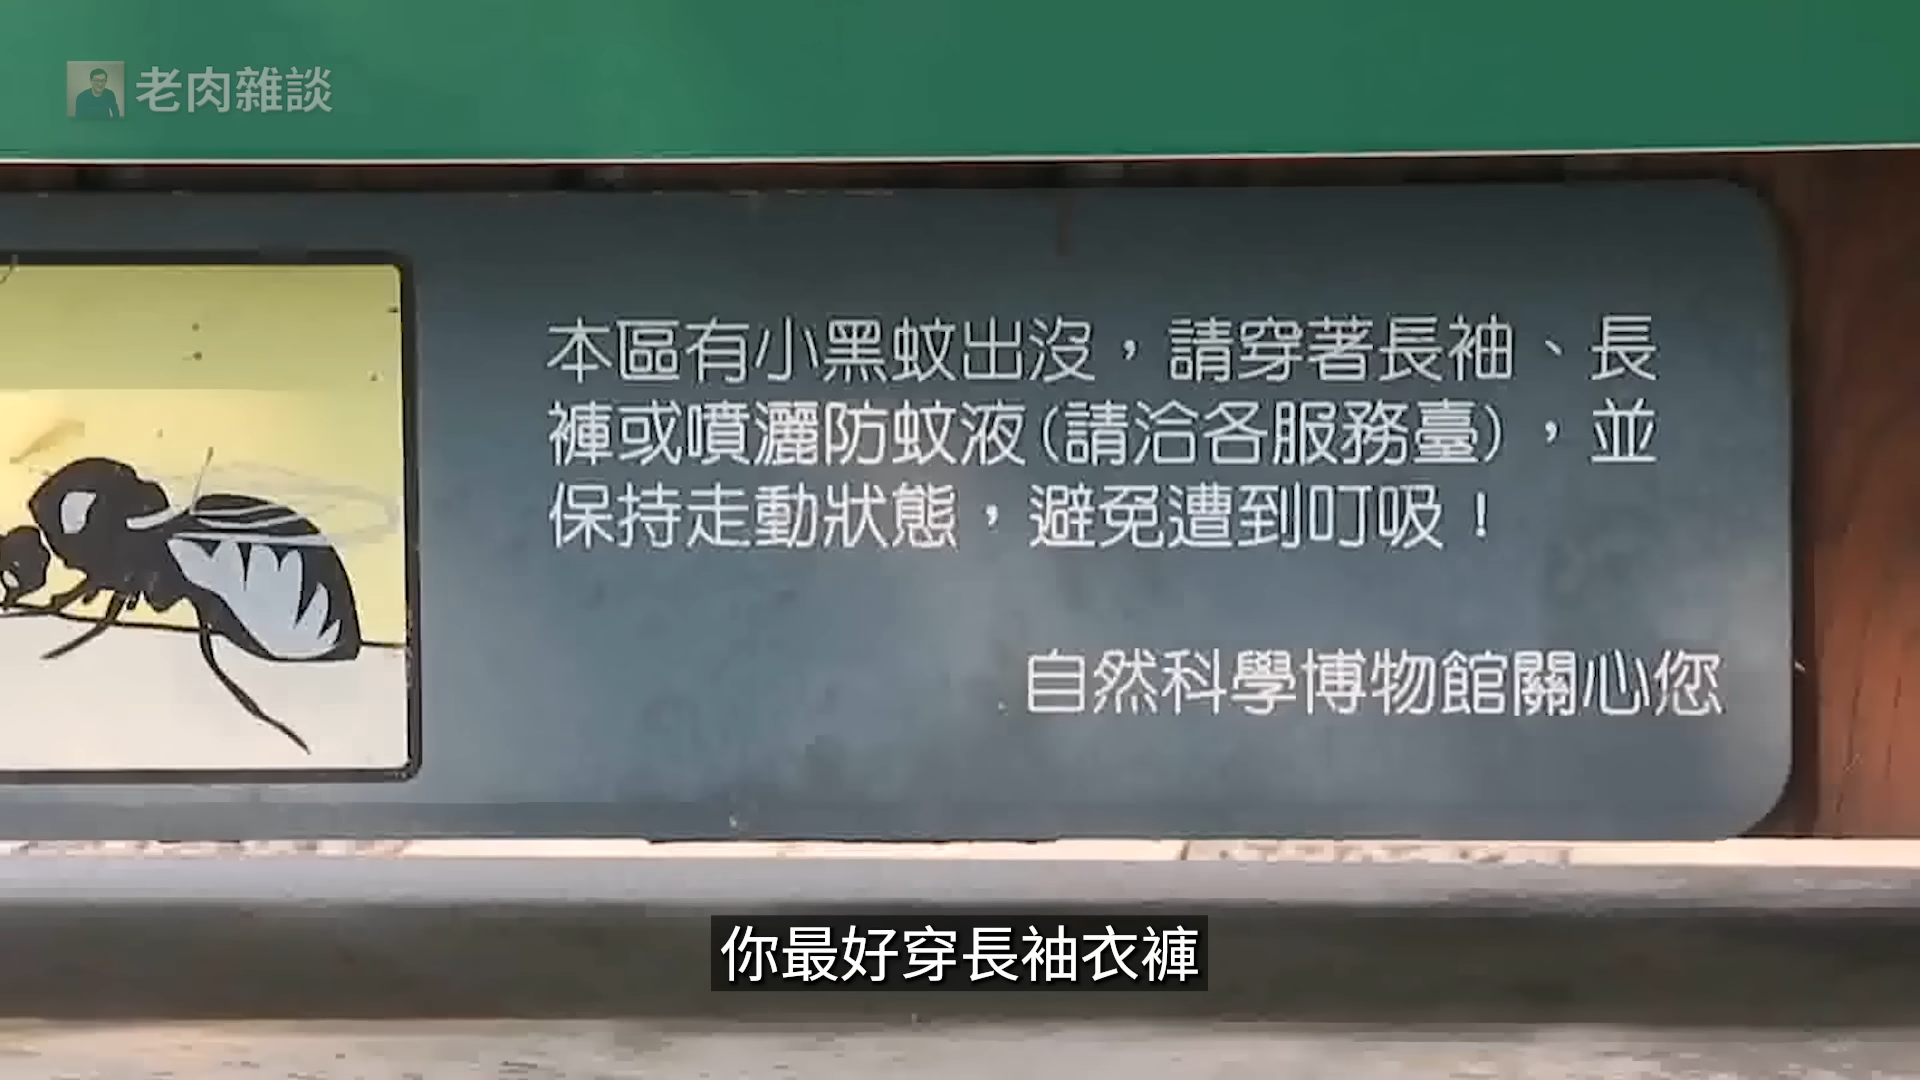 老肉雜談
本區有小黑蚊出沒，請穿著長袖、長
褲或噴灑防蚊液(請洽各服務臺)，並
保持走動狀態，避免遭到叮吸！
自然科學博物館關心您
你最好穿長袖衣褲